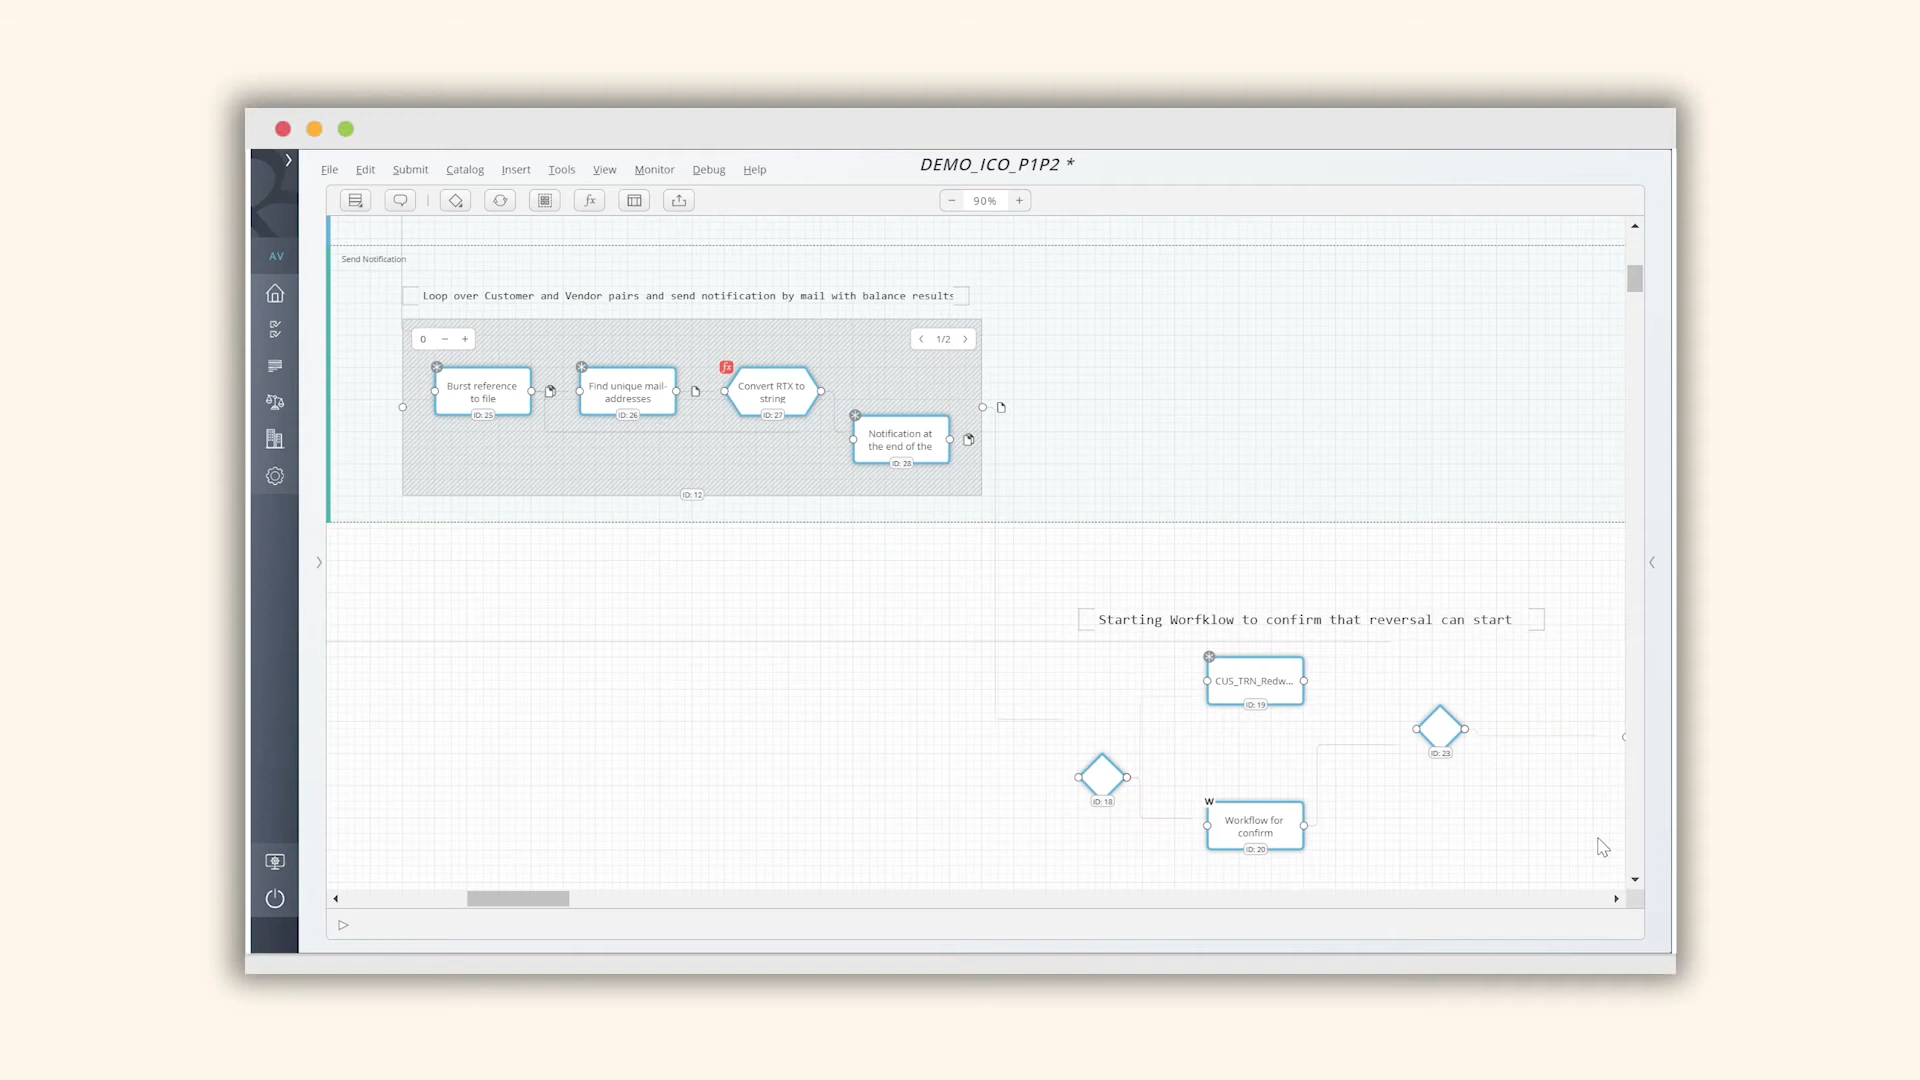 DEMO_ICO_P1P2 *
File Edit Submit Catalog Insert Tools View Monitor Debug Help
fx
− 90% +
AV
Send Notification
Loop over Customer and Vendor pairs and send notification by mail with balance results
0 − +
1/2
Burst reference
to file
ID: 25
Find unique mail-
addresses
ID: 26
fx
Convert RTX to
string
ID: 27
Notification at
the end of the
ID: 28
ID: 12
Starting Worfklow to confirm that reversal can start
CUS_TRN_Redw...
ID: 19
ID: 23
ID: 18
W
Workflow for
confirm
ID: 20